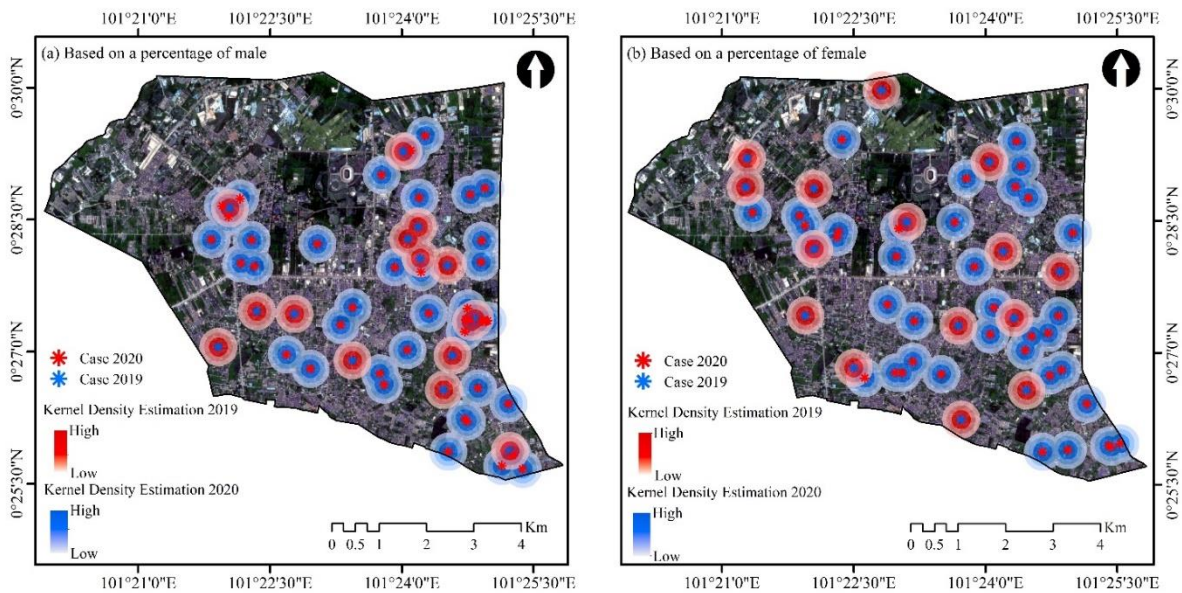 101°21'0"E 101°22'30"E 101°24'0"E 101°25'30"E
101°21'0"E 101°22'30"E 101°24'0"E 101°25'30"E
(a) Based on a percentage of male
(b) Based on a percentage of female
0°30'0"N
0°28'30"N
0°27'0"N
0°25'30"N
0°30'0"N
0°28'30"N
0°27'0"N
0°25'30"N
Case 2020
Case 2019
Kernel Density Estimation 2019
High
Low
Kernel Density Estimation 2020
High
Low
Km
0 0.5 1 2 3 4
Case 2020
Case 2019
Kernel Density Estimation 2019
High
Low
Kernel Density Estimation 2020
High
Low
Km
0 0.5 1 2 3 4
101°21'0"E 101°22'30"E 101°24'0"E 101°25'30"E
101°21'0"E 101°22'30"E 101°24'0"E 101°25'30"E